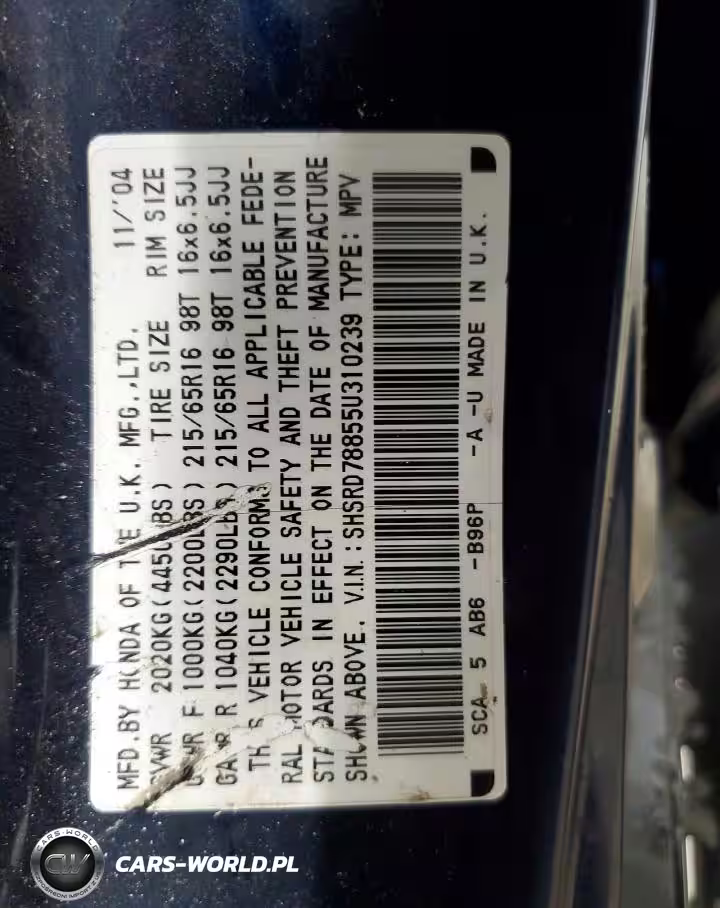 MFD. BY HONDA OF THE U.K. MFG.,LTD. 11/'04
GVWR 2020KG(4450LBS) TIRE SIZE RIM SIZE
GAWR F 1000KG(2200LBS) 215/65R16 98T 16x6.5JJ
GAWR R 1040KG(2290LBS) 215/65R16 98T 16x6.5JJ
THIS VEHICLE CONFORMS TO ALL APPLICABLE FEDE-
RAL MOTOR VEHICLE SAFETY AND THEFT PREVENTION
STANDARDS IN EFFECT ON THE DATE OF MANUFACTURE
SHOWN ABOVE. V.I.N.:SHSRD78855U310239 TYPE: MPV
SCA 5 AB6 -B96P -A -U MADE IN U.K.
CARS-WORLD
CW
CARS-WORLD.PL